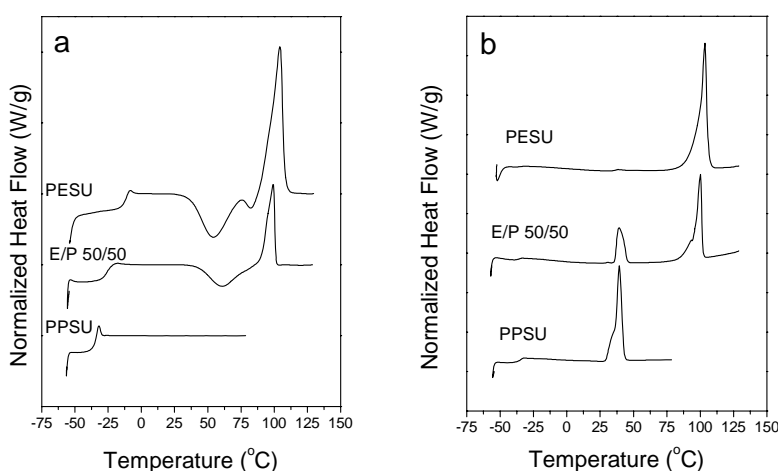 a
Normalized Heat Flow (W/g)
PESU
E/P 50/50
PPSU
-75 -50 -25 0 25 50 75 100 125 150
Temperature (°C)
b
Normalized Heat Flow (W/g)
PESU
E/P 50/50
PPSU
-75 -50 -25 0 25 50 75 100 125 150
Temperature (°C)